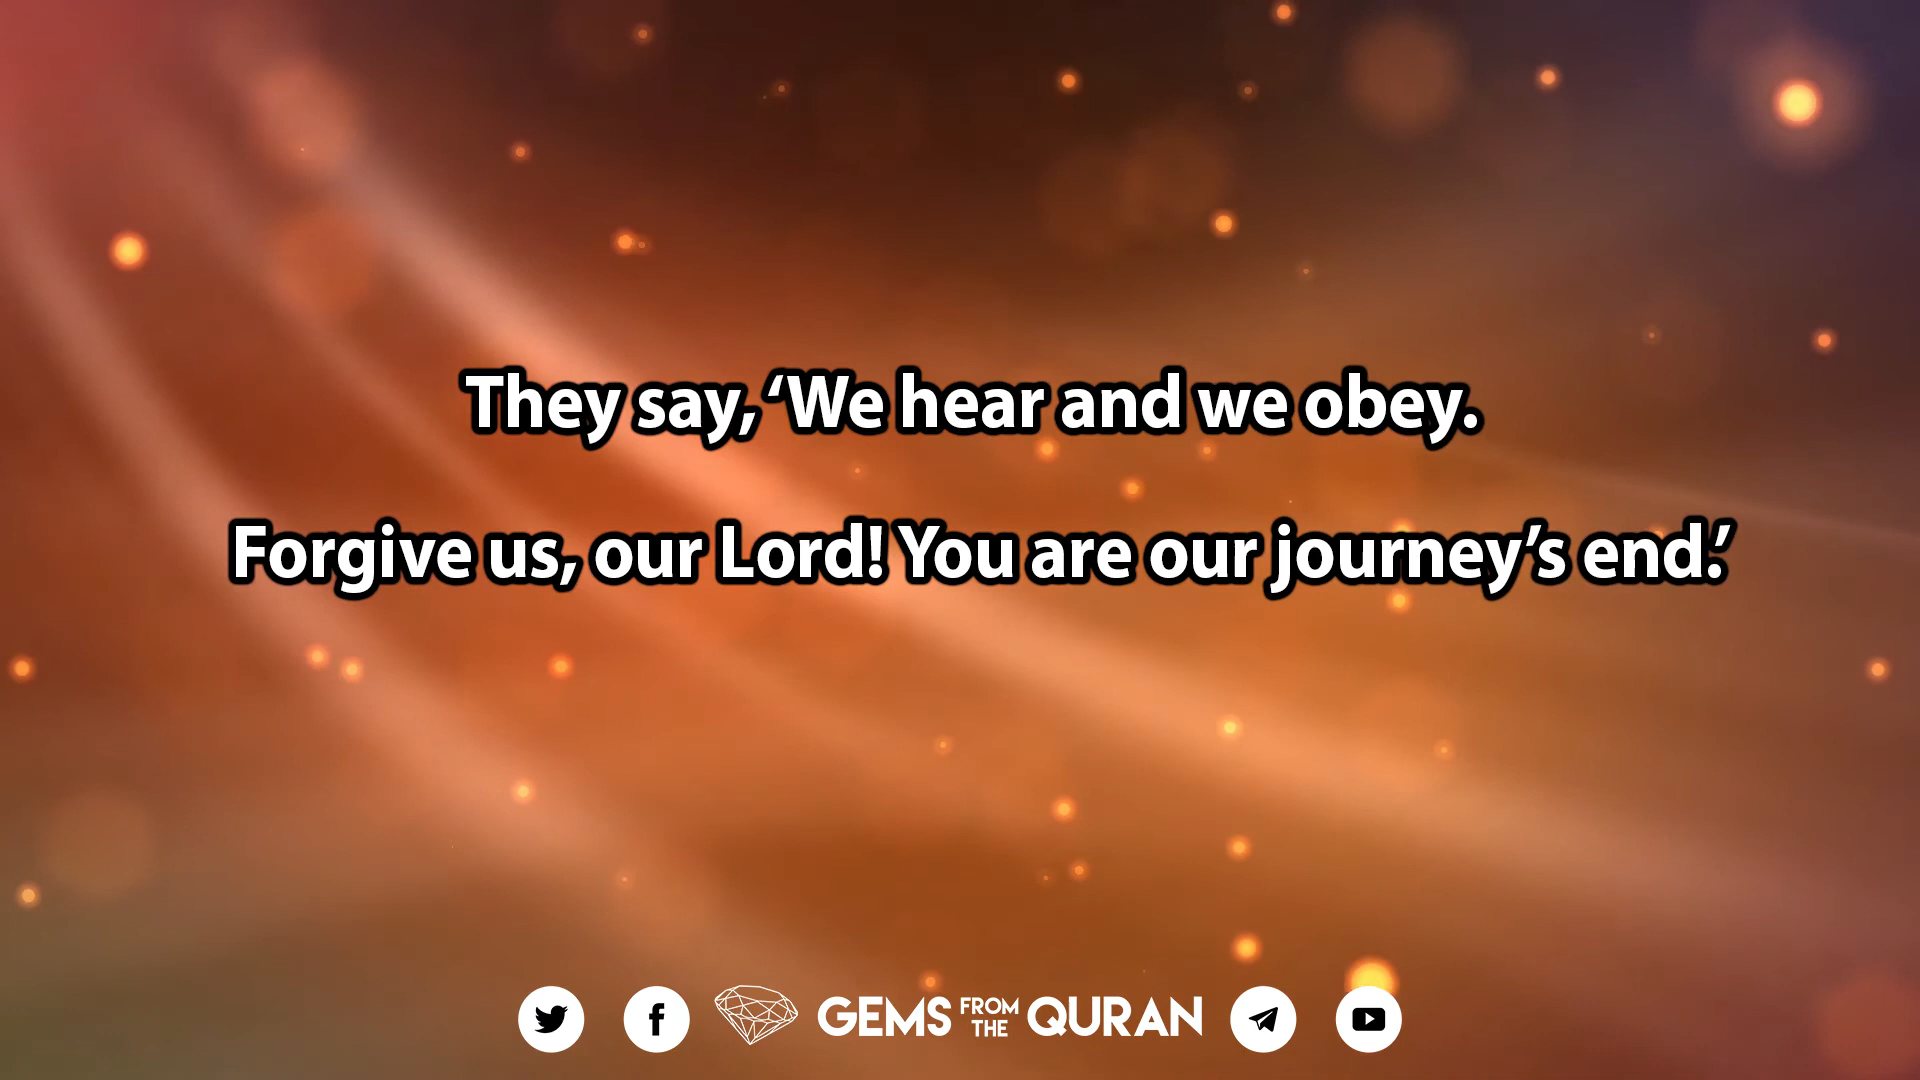 They say, ‘We hear and we obey.
Forgive us, our Lord! You are our journey’s end.’
GEMS FROM THE QURAN